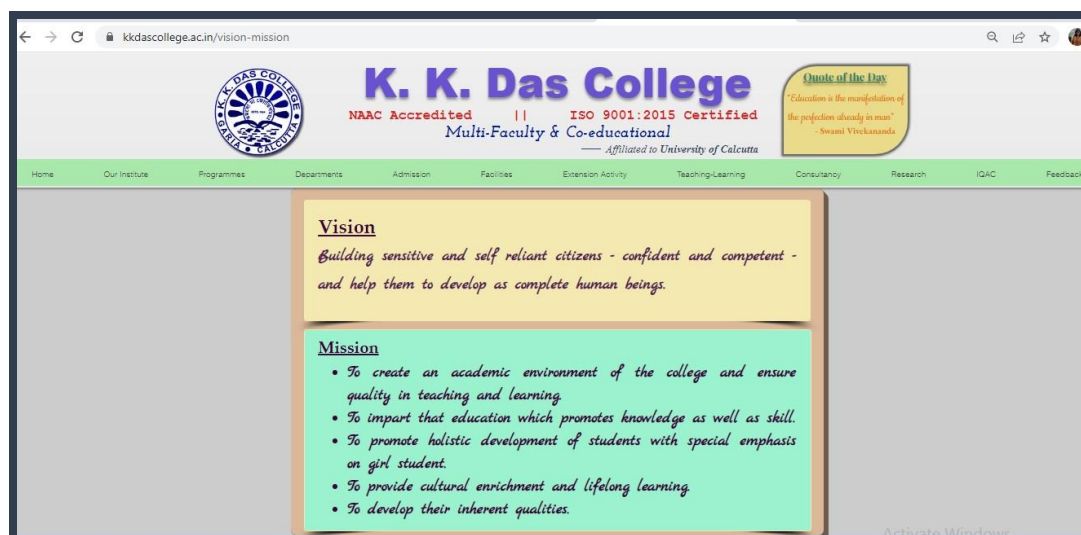 kkdascollege.ac.in/vision-mission
K. K. DAS COLLEGE
GARIA • CALCUTTA
K. K. Das College
NAAC Accredited || ISO 9001:2015 Certified
Multi-Faculty & Co-educational
Affiliated to University of Calcutta
Quote of the Day
"Education is the manifestation of
the perfection already in man"
- Swami Vivekananda
Home Our Institute Programmes Departments Admission Facilities Extension Activity Teaching-Learning Consultancy Research IQAC Feedback
Vision
Building sensitive and self reliant citizens - confident and competent -
and help them to develop as complete human beings.
Mission
• To create an academic environment of the college and ensure
quality in teaching and learning.
• To impart that education which promotes knowledge as well as skill.
• To promote holistic development of students with special emphasis
on girl student.
• To provide cultural enrichment and lifelong learning.
• To develop their inherent qualities.
Activate Windows